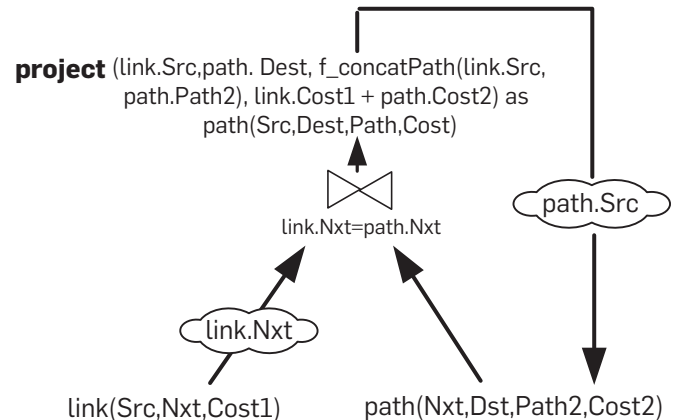 project (link.Src,path. Dest, f_concatPath(link.Src,
path.Path2), link.Cost1 + path.Cost2) as
path(Src,Dest,Path,Cost)
path.Src
link.Nxt=path.Nxt
link.Nxt
link(Src,Nxt,Cost1)
path(Nxt,Dst,Path2,Cost2)